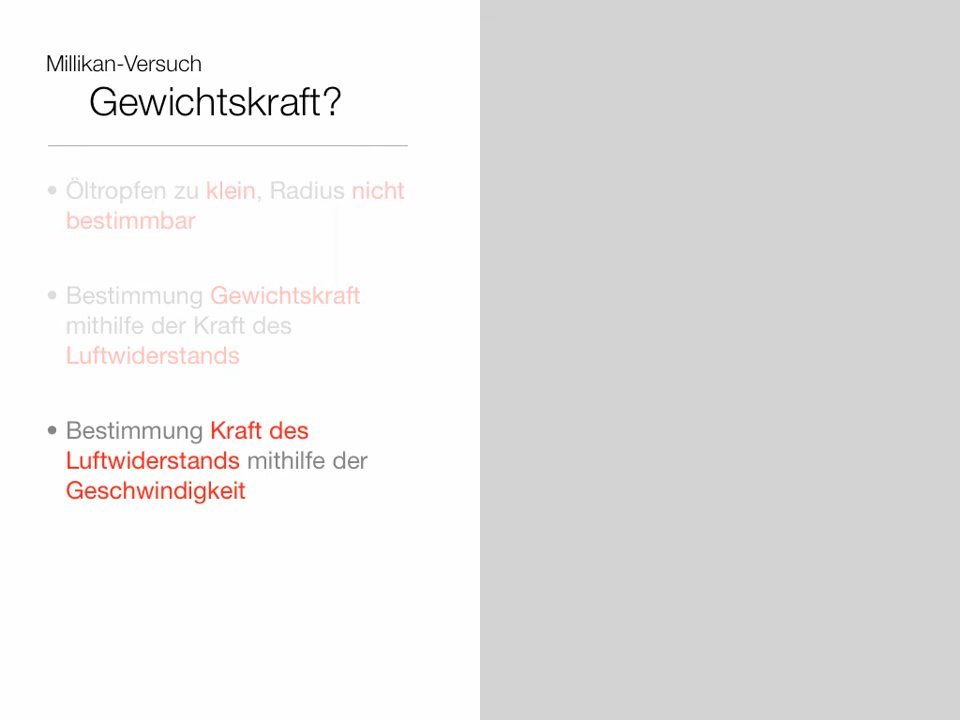 Millikan-Versuch
Gewichtskraft?
• Öltropfen zu klein, Radius nicht
bestimmbar
• Bestimmung Gewichtskraft
mithilfe der Kraft des
Luftwiderstands
• Bestimmung Kraft des
Luftwiderstands mithilfe der
Geschwindigkeit